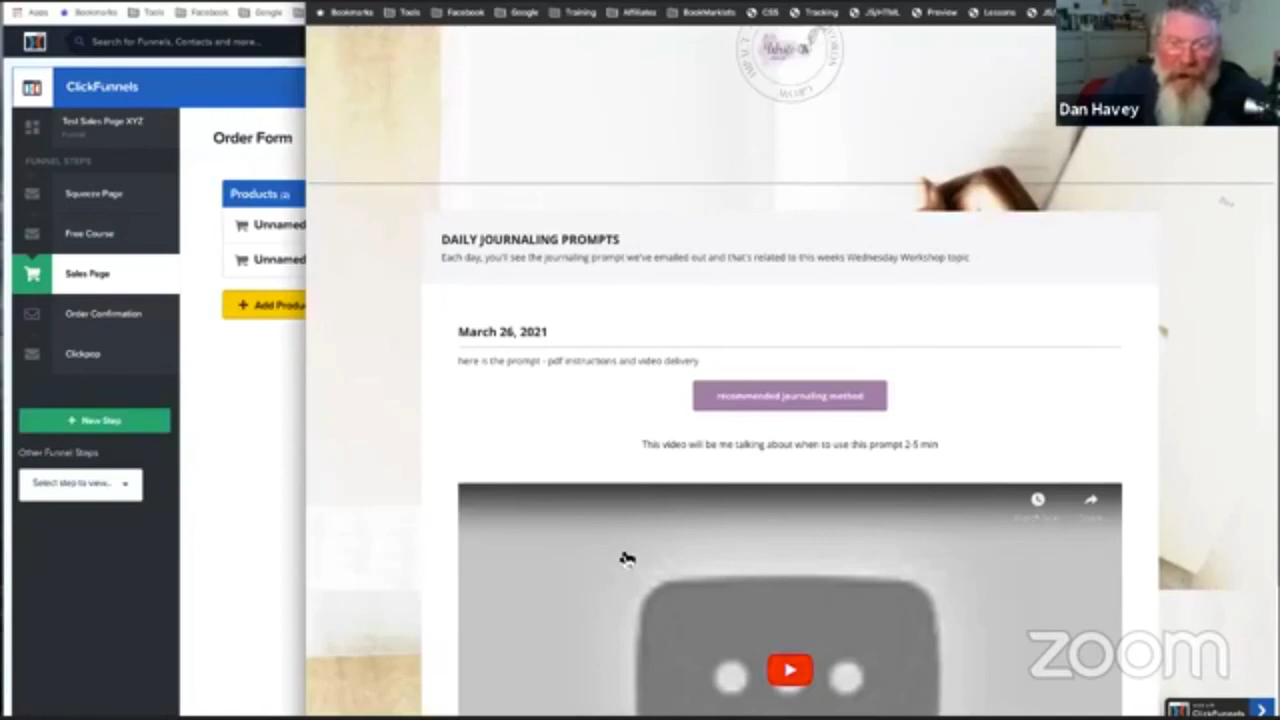 Apps Bookmarks Tools Facebook Google
Bookmarks Tools Facebook Google Training Affiliates BookMarklets CSS Tracking JS/HTML Preview Lessons
Search for Funnels, Contacts and more...
ClickFunnels
Test Sales Page XYZ
Funnel
FUNNEL STEPS
Squeeze Page
Free Course
Sales Page
Order Confirmation
Clickpop
+ New Step
Other Funnel Steps
Select step to view...
Order Form
Products (2)
Unnamed
Unnamed
+ Add Produ
Write
GROW
Dan Havey
DAILY JOURNALING PROMPTS
Each day, you'll see the journaling prompt we've emailed out and that's related to this weeks Wednesday Workshop topic
March 26, 2021
here is the prompt - pdf instructions and video delivery
recommended journaling method
This video will be me talking about when to use this prompt 2-5 min
zoom
ClickFunnels